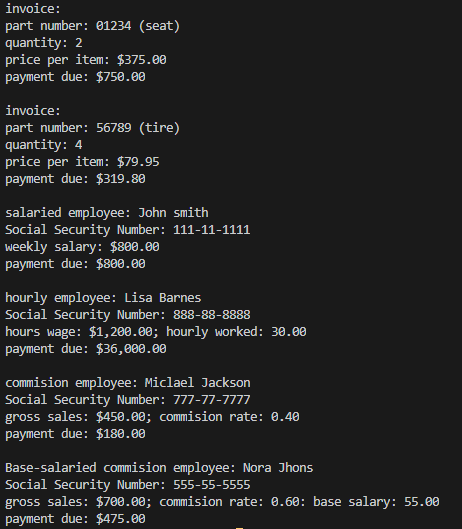 invoice:
part number: 01234 (seat)
quantity: 2
price per item: $375.00
payment due: $750.00

invoice:
part number: 56789 (tire)
quantity: 4
price per item: $79.95
payment due: $319.80

salaried employee: John smith
Social Security Number: 111-11-1111
weekly salary: $800.00
payment due: $800.00

hourly employee: Lisa Barnes
Social Security Number: 888-88-8888
hours wage: $1,200.00; hourly worked: 30.00
payment due: $36,000.00

commision employee: Miclael Jackson
Social Security Number: 777-77-7777
gross sales: $450.00; commision rate: 0.40
payment due: $180.00

Base-salaried commision employee: Nora Jhons
Social Security Number: 555-55-5555
gross sales: $700.00; commision rate: 0.60: base salary: 55.00
payment due: $475.00